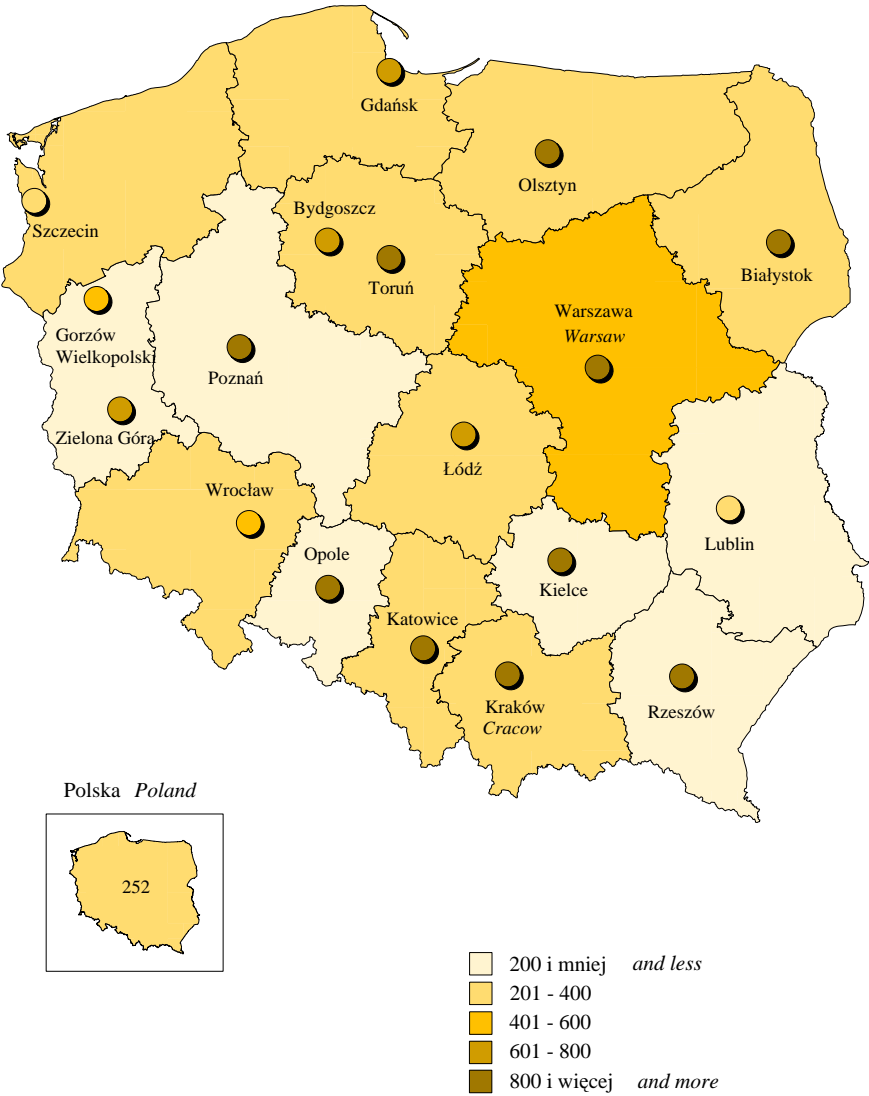 Gdańsk
Olsztyn
Bydgoszcz
Szczecin
Toruń
Białystok
Gorzów
Wielkopolski
Warszawa
Warsaw
Poznań
Zielona Góra
Łódź
Wrocław
Lublin
Opole
Kielce
Katowice
Kraków
Cracow
Rzeszów
Polska Poland
252
200 i mniej and less
201 - 400
401 - 600
601 - 800
800 i więcej and more